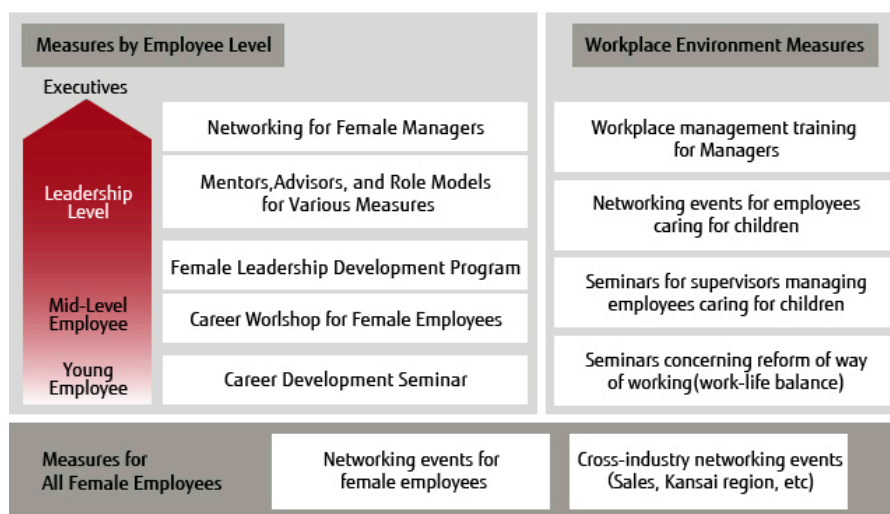 Measures by Employee Level
Executives
Leadership
Level
Mid-Level
Employee
Young
Employee
Networking for Female Managers
Mentors,Advisors, and Role Models
for Various Measures
Female Leadership Development Program
Career Worlshop for Female Employees
Career Development Seminar
Workplace Environment Measures
Workplace management training
for Managers
Networking events for employees
caring for children
Seminars for supervisors managing
employees caring for children
Seminars concerning reform of way
of working(work-life balance)
Measures for
All Female Employees
Networking events for
female employees
Cross-industry networking events
(Sales, Kansai region, etc)